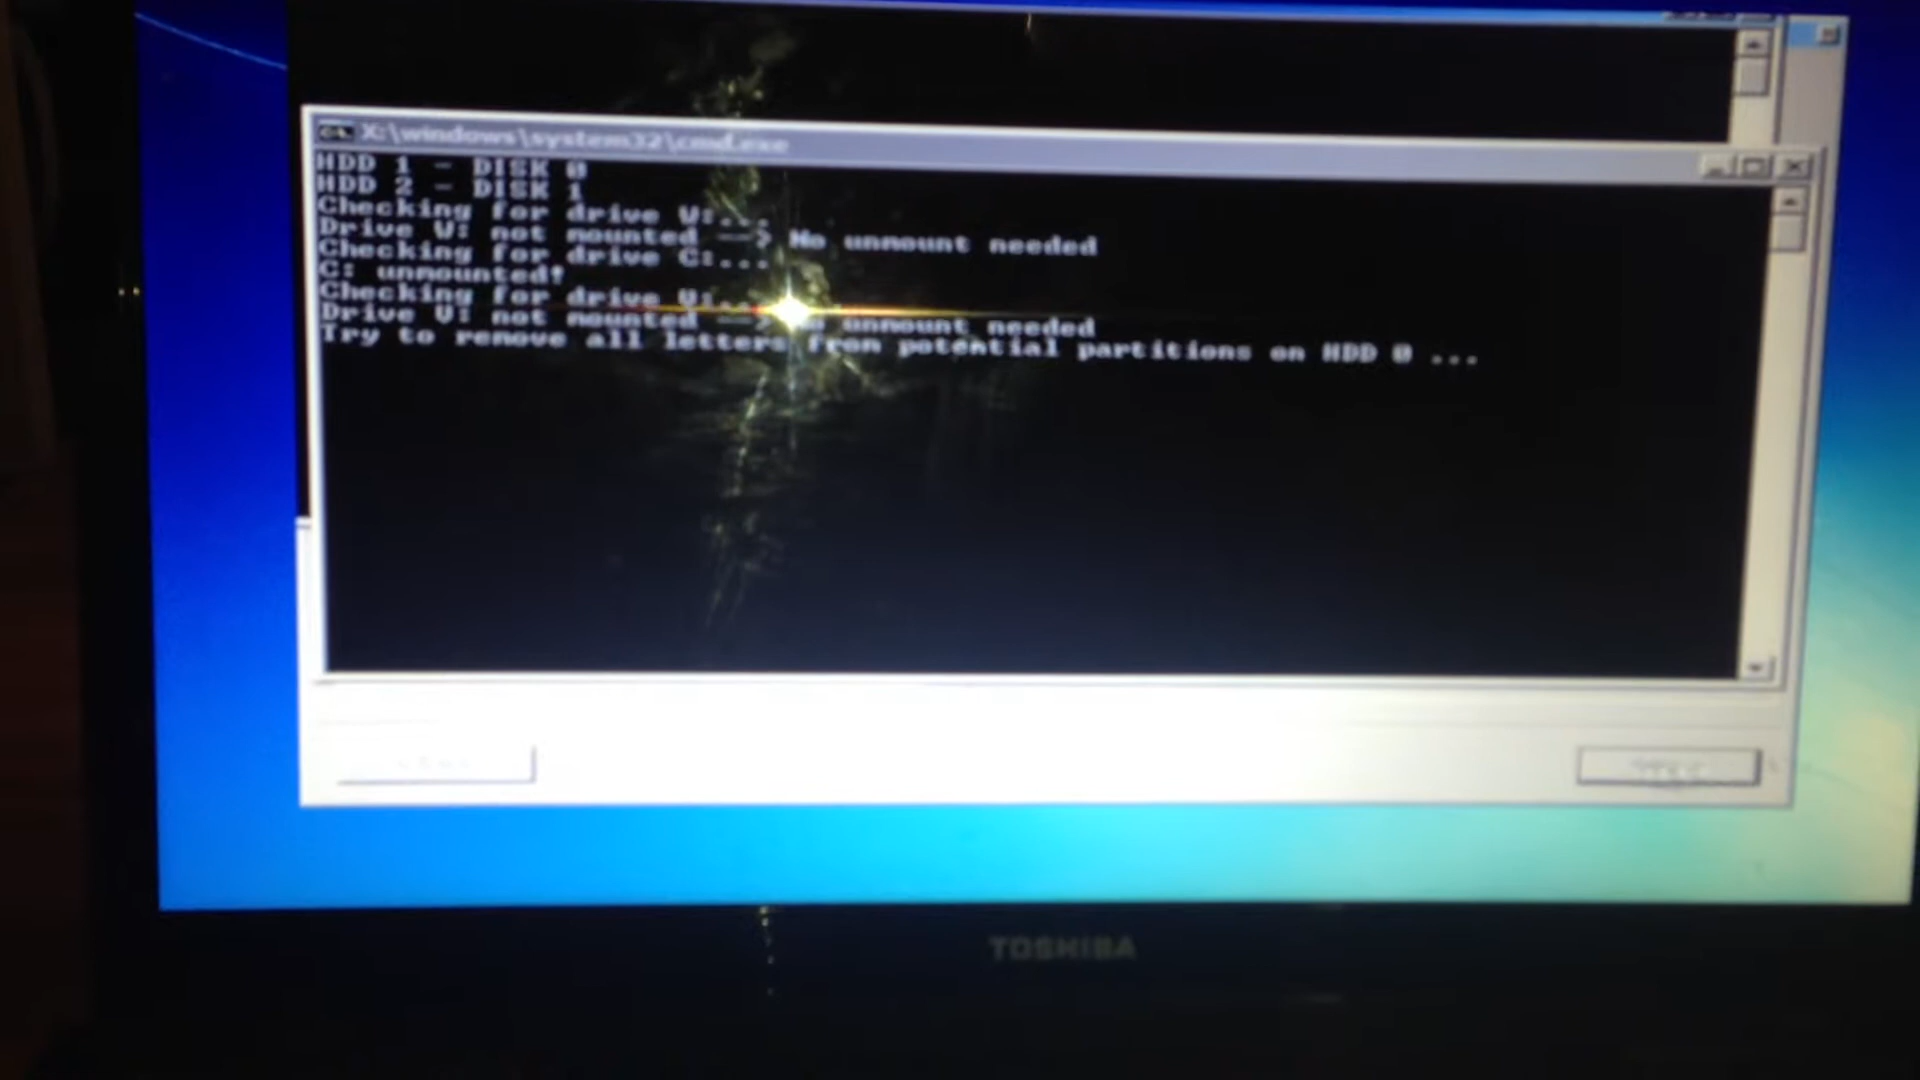 X:\windows\system32\cmd.exe
HDD 1 - DISK 0
HDD 2 - DISK 1
Checking for drive W:...
Drive W: not mounted --> No unmount needed
Checking for drive C:...
C: unmounted!
Checking for drive V:...
Drive V: not mounted --> No unmount needed
Try to remove all letters from potential partitions on HDD 0 ...
TOSHIBA